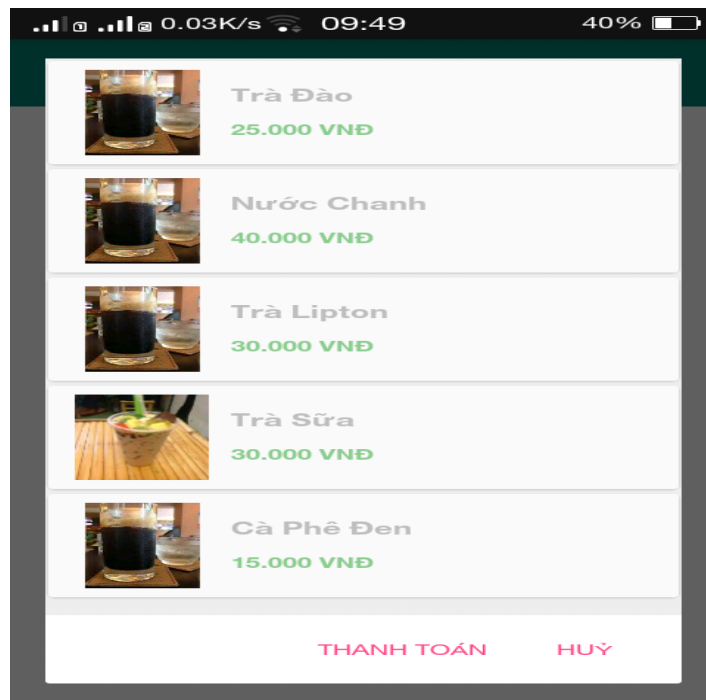 0.03K/s 09:49 40%
Trà Đào
25.000 VNĐ
Nước Chanh
40.000 VNĐ
Trà Lipton
30.000 VNĐ
Trà Sữa
30.000 VNĐ
Cà Phê Đen
15.000 VNĐ
THANH TOÁN HUỶ